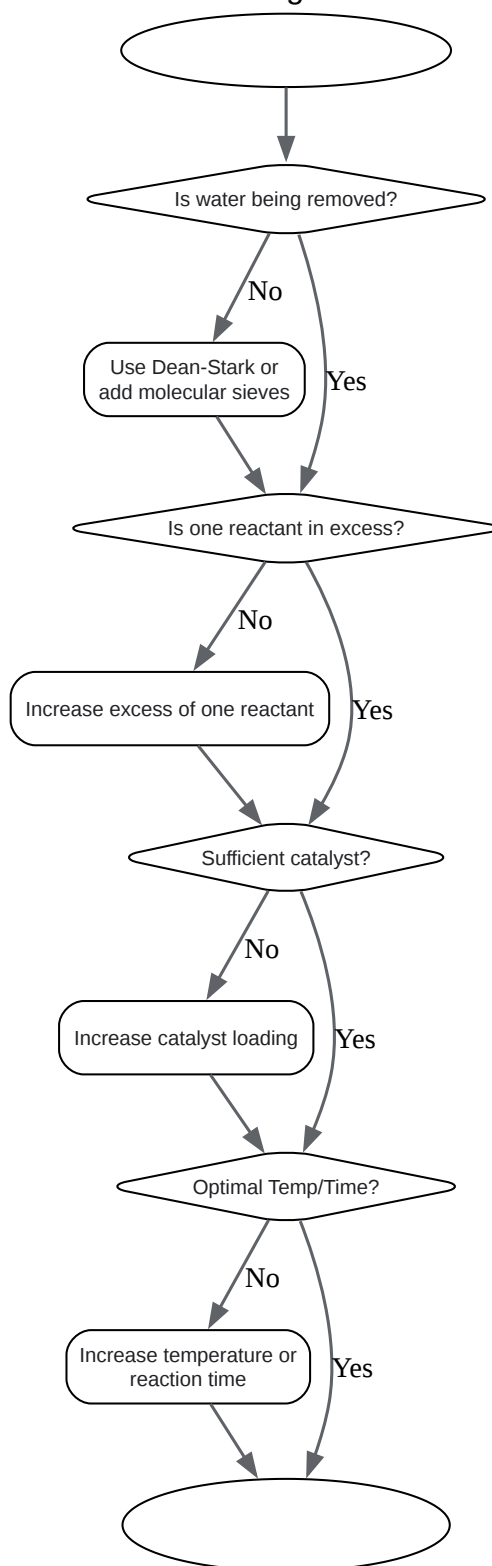 Is water being removed?
No
Use Dean-Stark or
add molecular sieves
Yes
Is one reactant in excess?
No
Increase excess of one reactant
Yes
Sufficient catalyst?
No
Increase catalyst loading
Yes
Optimal Temp/Time?
No
Increase temperature or
reaction time
Yes